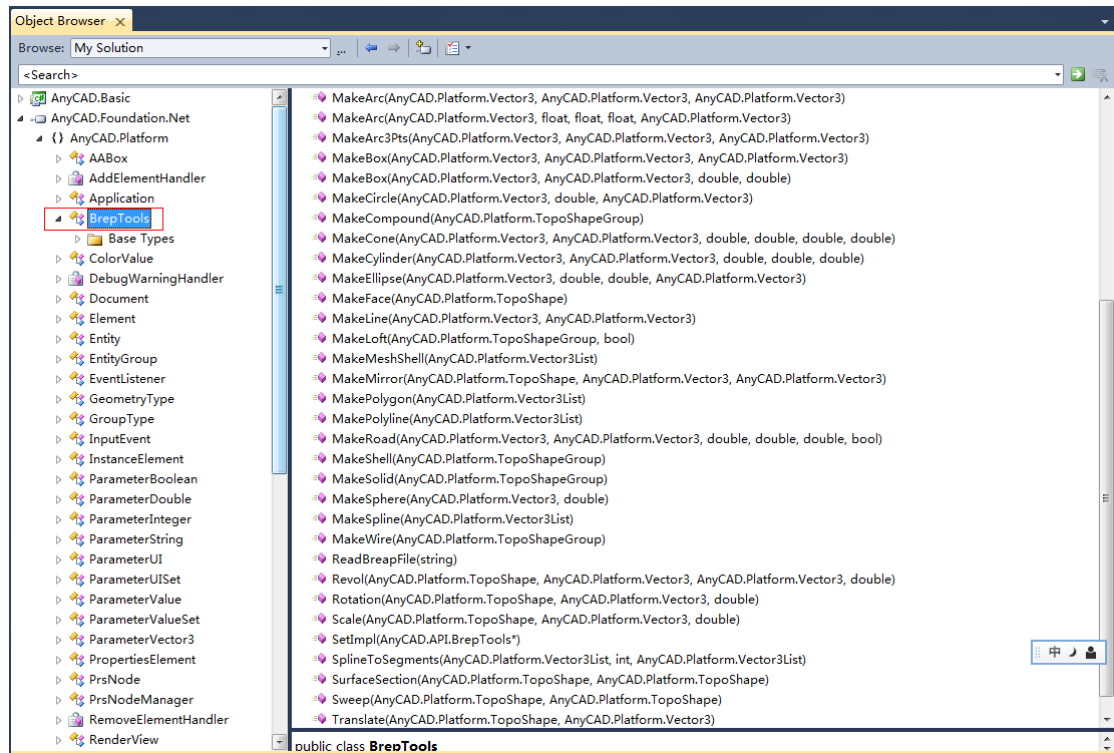 Object Browser
Browse: My Solution ...
<Search>
AnyCAD.Basic
AnyCAD.Foundation.Net
{} AnyCAD.Platform
AABox
AddElementHandler
Application
BrepTools
Base Types
ColorValue
DebugWarningHandler
Document
Element
Entity
EntityGroup
EventListener
GeometryType
GroupType
InputEvent
InstanceElement
ParameterBoolean
ParameterDouble
ParameterInteger
ParameterString
ParameterUI
ParameterUISet
ParameterValue
ParameterValueSet
ParameterVector3
PropertiesElement
PrsNode
PrsNodeManager
RemoveElementHandler
RenderView
MakeArc(AnyCAD.Platform.Vector3, AnyCAD.Platform.Vector3, AnyCAD.Platform.Vector3)
MakeArc(AnyCAD.Platform.Vector3, float, float, float, AnyCAD.Platform.Vector3)
MakeArc3Pts(AnyCAD.Platform.Vector3, AnyCAD.Platform.Vector3, AnyCAD.Platform.Vector3)
MakeBox(AnyCAD.Platform.Vector3, AnyCAD.Platform.Vector3, AnyCAD.Platform.Vector3)
MakeBox(AnyCAD.Platform.Vector3, AnyCAD.Platform.Vector3, double, double)
MakeCircle(AnyCAD.Platform.Vector3, double, AnyCAD.Platform.Vector3)
MakeCompound(AnyCAD.Platform.TopoShapeGroup)
MakeCone(AnyCAD.Platform.Vector3, AnyCAD.Platform.Vector3, double, double, double, double)
MakeCylinder(AnyCAD.Platform.Vector3, AnyCAD.Platform.Vector3, double, double, double)
MakeEllipse(AnyCAD.Platform.Vector3, double, double, AnyCAD.Platform.Vector3)
MakeFace(AnyCAD.Platform.TopoShape)
MakeLine(AnyCAD.Platform.Vector3, AnyCAD.Platform.Vector3)
MakeLoft(AnyCAD.Platform.TopoShapeGroup, bool)
MakeMeshShell(AnyCAD.Platform.Vector3List)
MakeMirror(AnyCAD.Platform.TopoShape, AnyCAD.Platform.Vector3, AnyCAD.Platform.Vector3)
MakePolygon(AnyCAD.Platform.Vector3List)
MakePolyline(AnyCAD.Platform.Vector3List)
MakeRoad(AnyCAD.Platform.Vector3, AnyCAD.Platform.Vector3, double, double, double, bool)
MakeShell(AnyCAD.Platform.TopoShapeGroup)
MakeSolid(AnyCAD.Platform.TopoShapeGroup)
MakeSphere(AnyCAD.Platform.Vector3, double)
MakeSpline(AnyCAD.Platform.Vector3List)
MakeWire(AnyCAD.Platform.TopoShapeGroup)
ReadBreapFile(string)
Revol(AnyCAD.Platform.TopoShape, AnyCAD.Platform.Vector3, AnyCAD.Platform.Vector3, double)
Rotation(AnyCAD.Platform.TopoShape, AnyCAD.Platform.Vector3, double)
Scale(AnyCAD.Platform.TopoShape, AnyCAD.Platform.Vector3, double)
SetImpl(AnyCAD.API.BrepTools*)
SplineToSegments(AnyCAD.Platform.Vector3List, int, AnyCAD.Platform.Vector3List)
SurfaceSection(AnyCAD.Platform.TopoShape, AnyCAD.Platform.TopoShape)
Sweep(AnyCAD.Platform.TopoShape, AnyCAD.Platform.TopoShape)
Translate(AnyCAD.Platform.TopoShape, AnyCAD.Platform.Vector3)
中
public class BrepTools